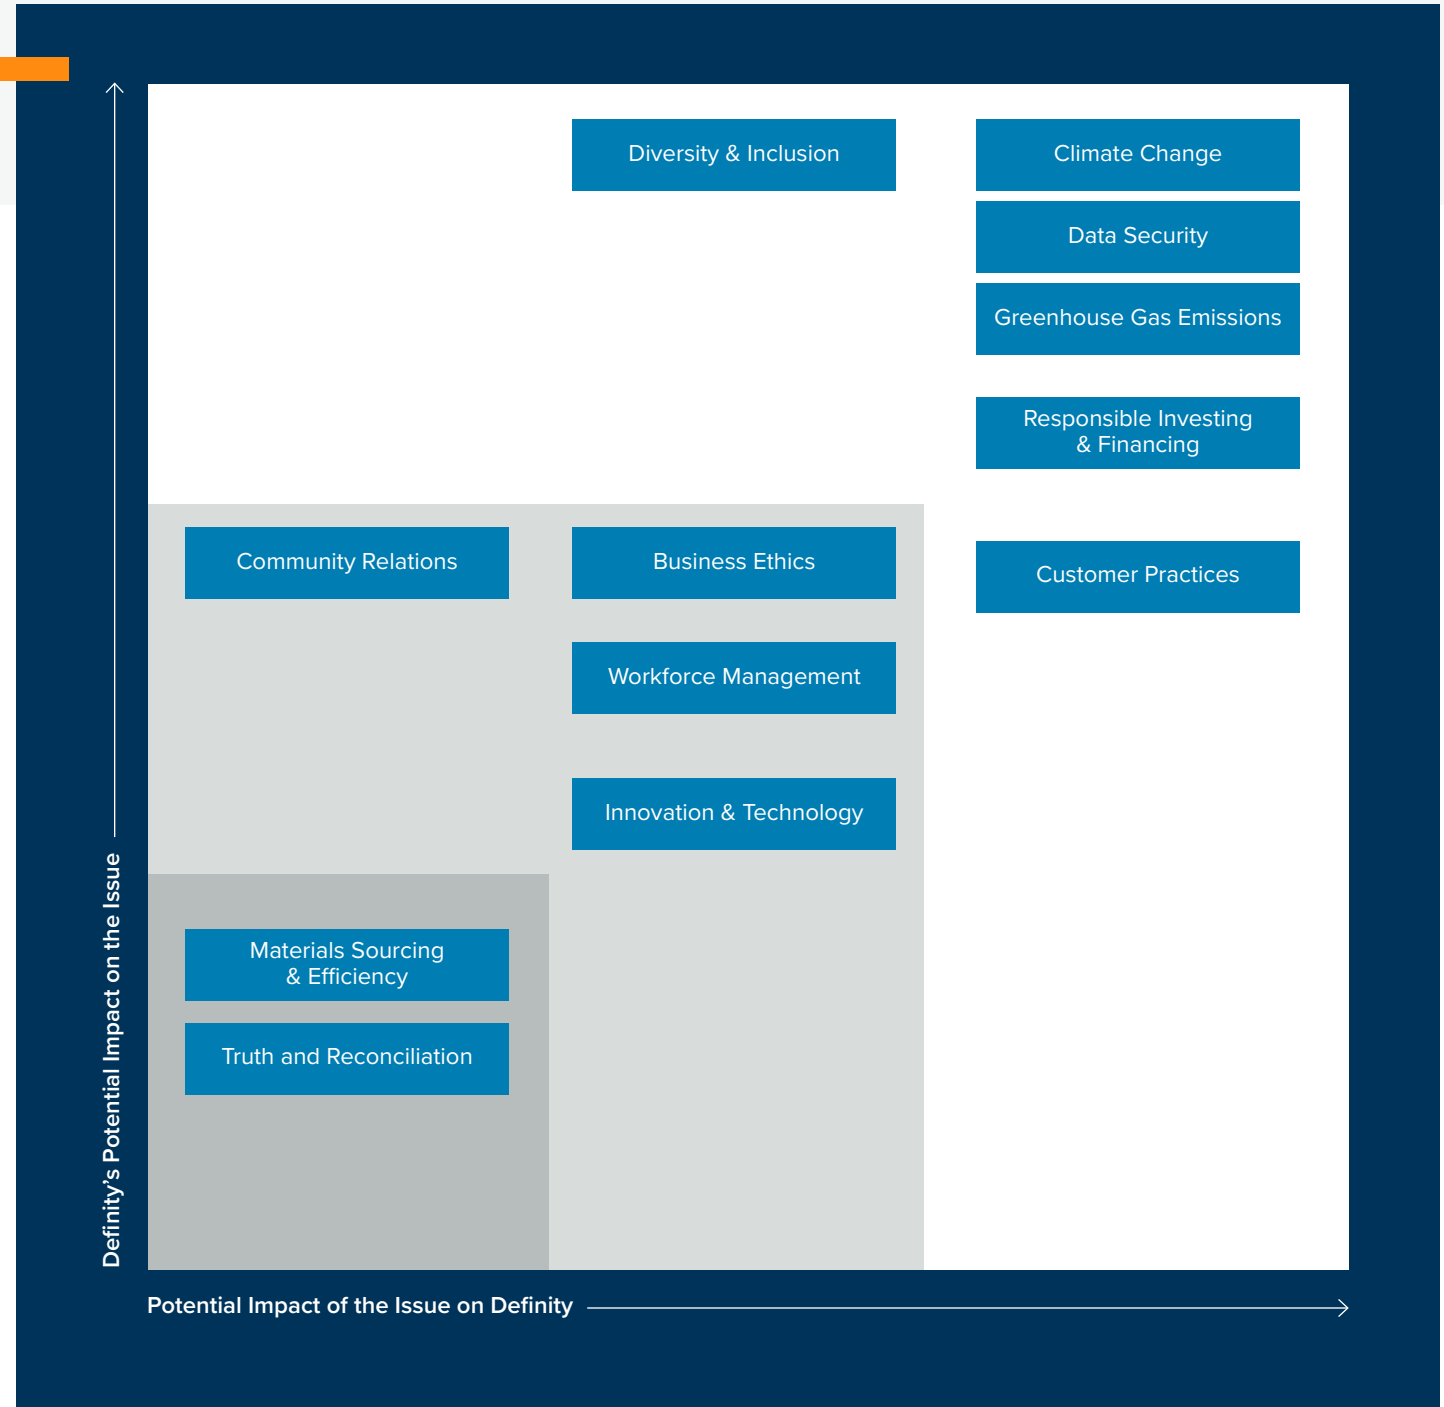 Diversity & Inclusion
Climate Change
Data Security
Greenhouse Gas Emissions
Responsible Investing
& Financing
Community Relations
Business Ethics
Customer Practices
Workforce Management
Innovation & Technology
Materials Sourcing
& Efficiency
Truth and Reconciliation
Definity’s Potential Impact on the Issue
Potential Impact of the Issue on Definity